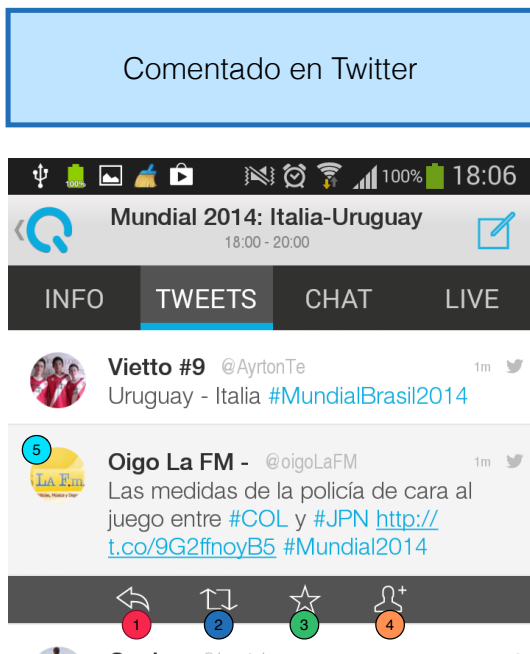 Comentado en Twitter
100% 100% 18:06
Mundial 2014: Italia-Uruguay
18:00 - 20:00
INFO TWEETS CHAT LIVE
Vietto #9 @AyrtonTe 1m
Uruguay - Italia #MundialBrasil2014
5
LA F.m.
Oigo La FM - @oigoLaFM 1m
Las medidas de la policía de cara al
juego entre #COL y #JPN http://
t.co/9G2ffnoyB5 #Mundial2014
1 2 3 4